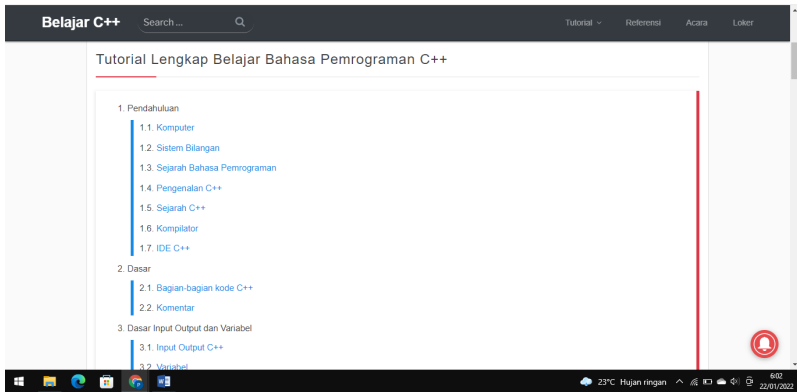 Belajar C++ Search ... Tutorial Referensi Acara Loker
Tutorial Lengkap Belajar Bahasa Pemrograman C++
1. Pendahuluan
1.1. Komputer
1.2. Sistem Bilangan
1.3. Sejarah Bahasa Pemrograman
1.4. Pengenalan C++
1.5. Sejarah C++
1.6. Kompilator
1.7. IDE C++
2. Dasar
2.1. Bagian-bagian kode C++
2.2. Komentar
3. Dasar Input Output dan Variabel
3.1. Input Output C++
3.2. Variabel
23°C Hujan ringan 6:02
22/01/2022